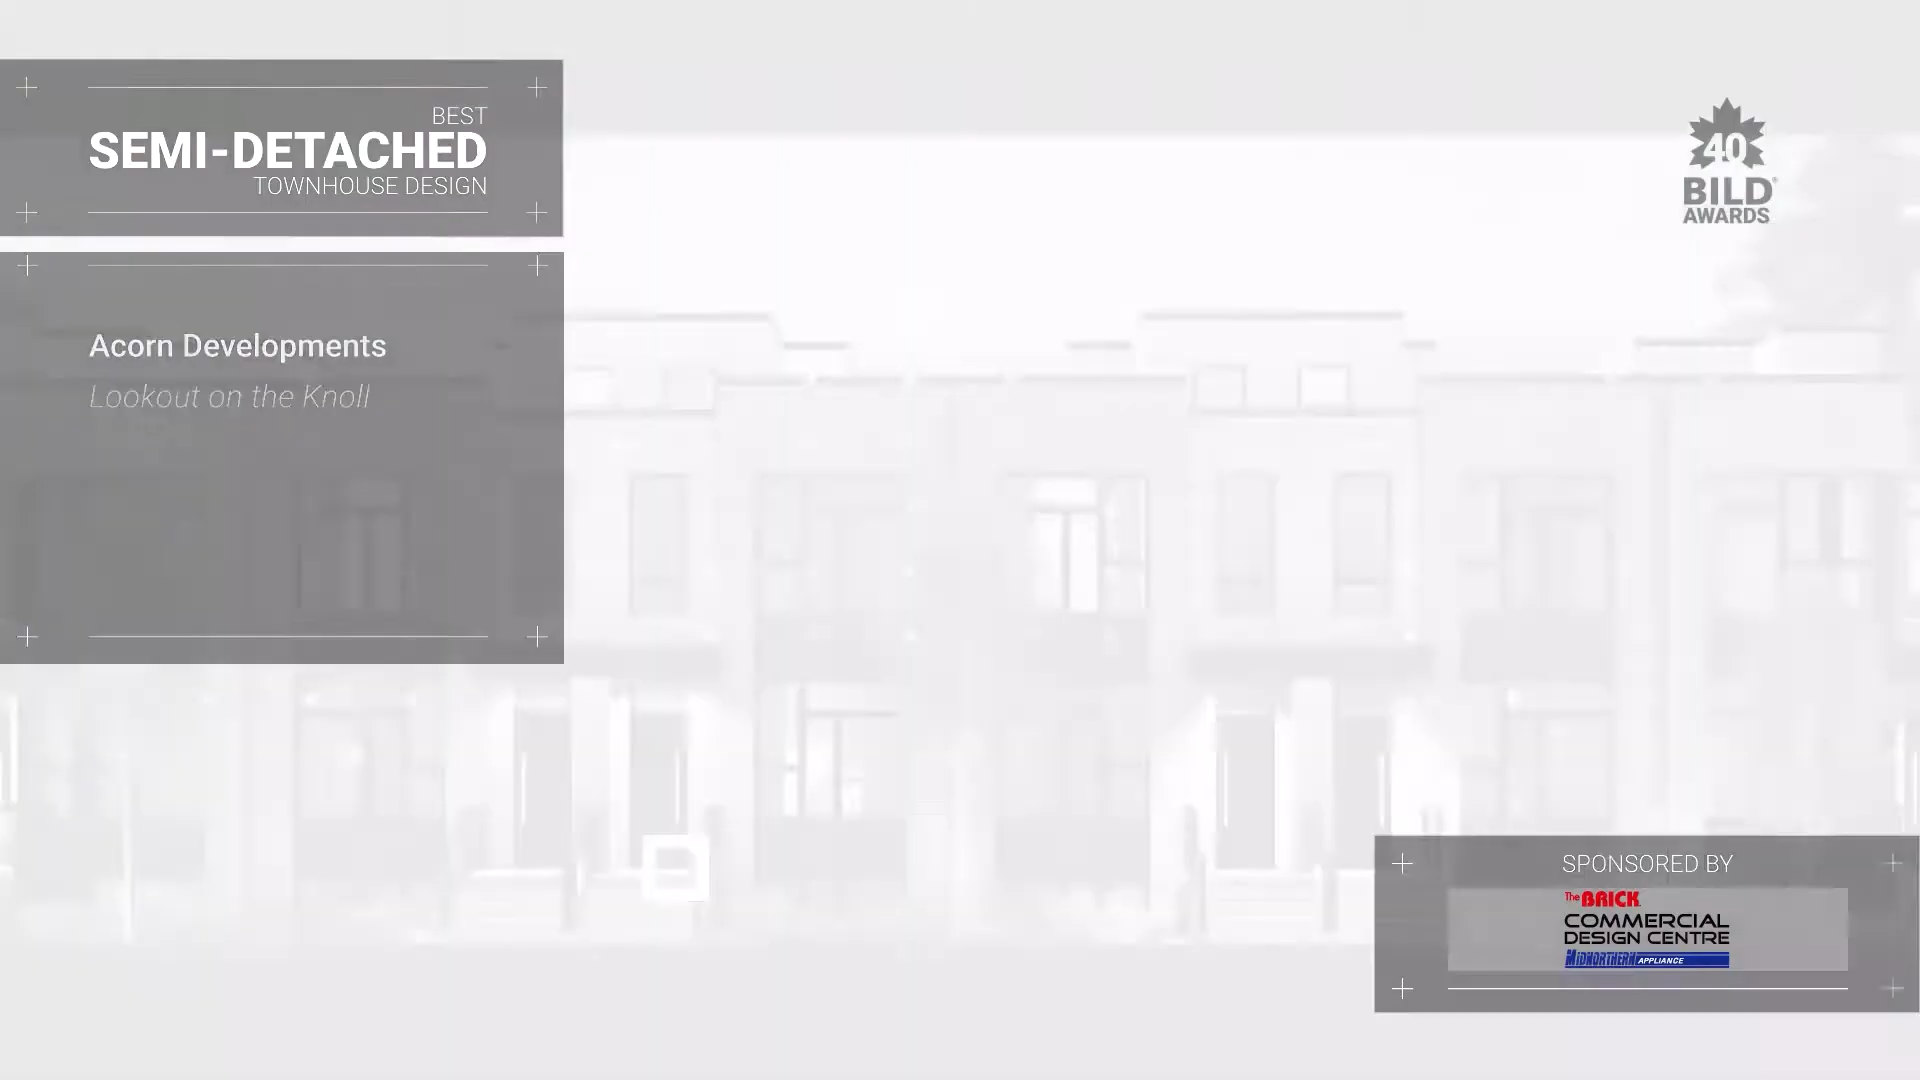 BEST
SEMI-DETACHED
TOWNHOUSE DESIGN
Acorn Developments
Lookout on the Knoll
40
BILD®
AWARDS
SPONSORED BY
The BRICK
COMMERCIAL
DESIGN CENTRE
MIDNORTHERN APPLIANCE